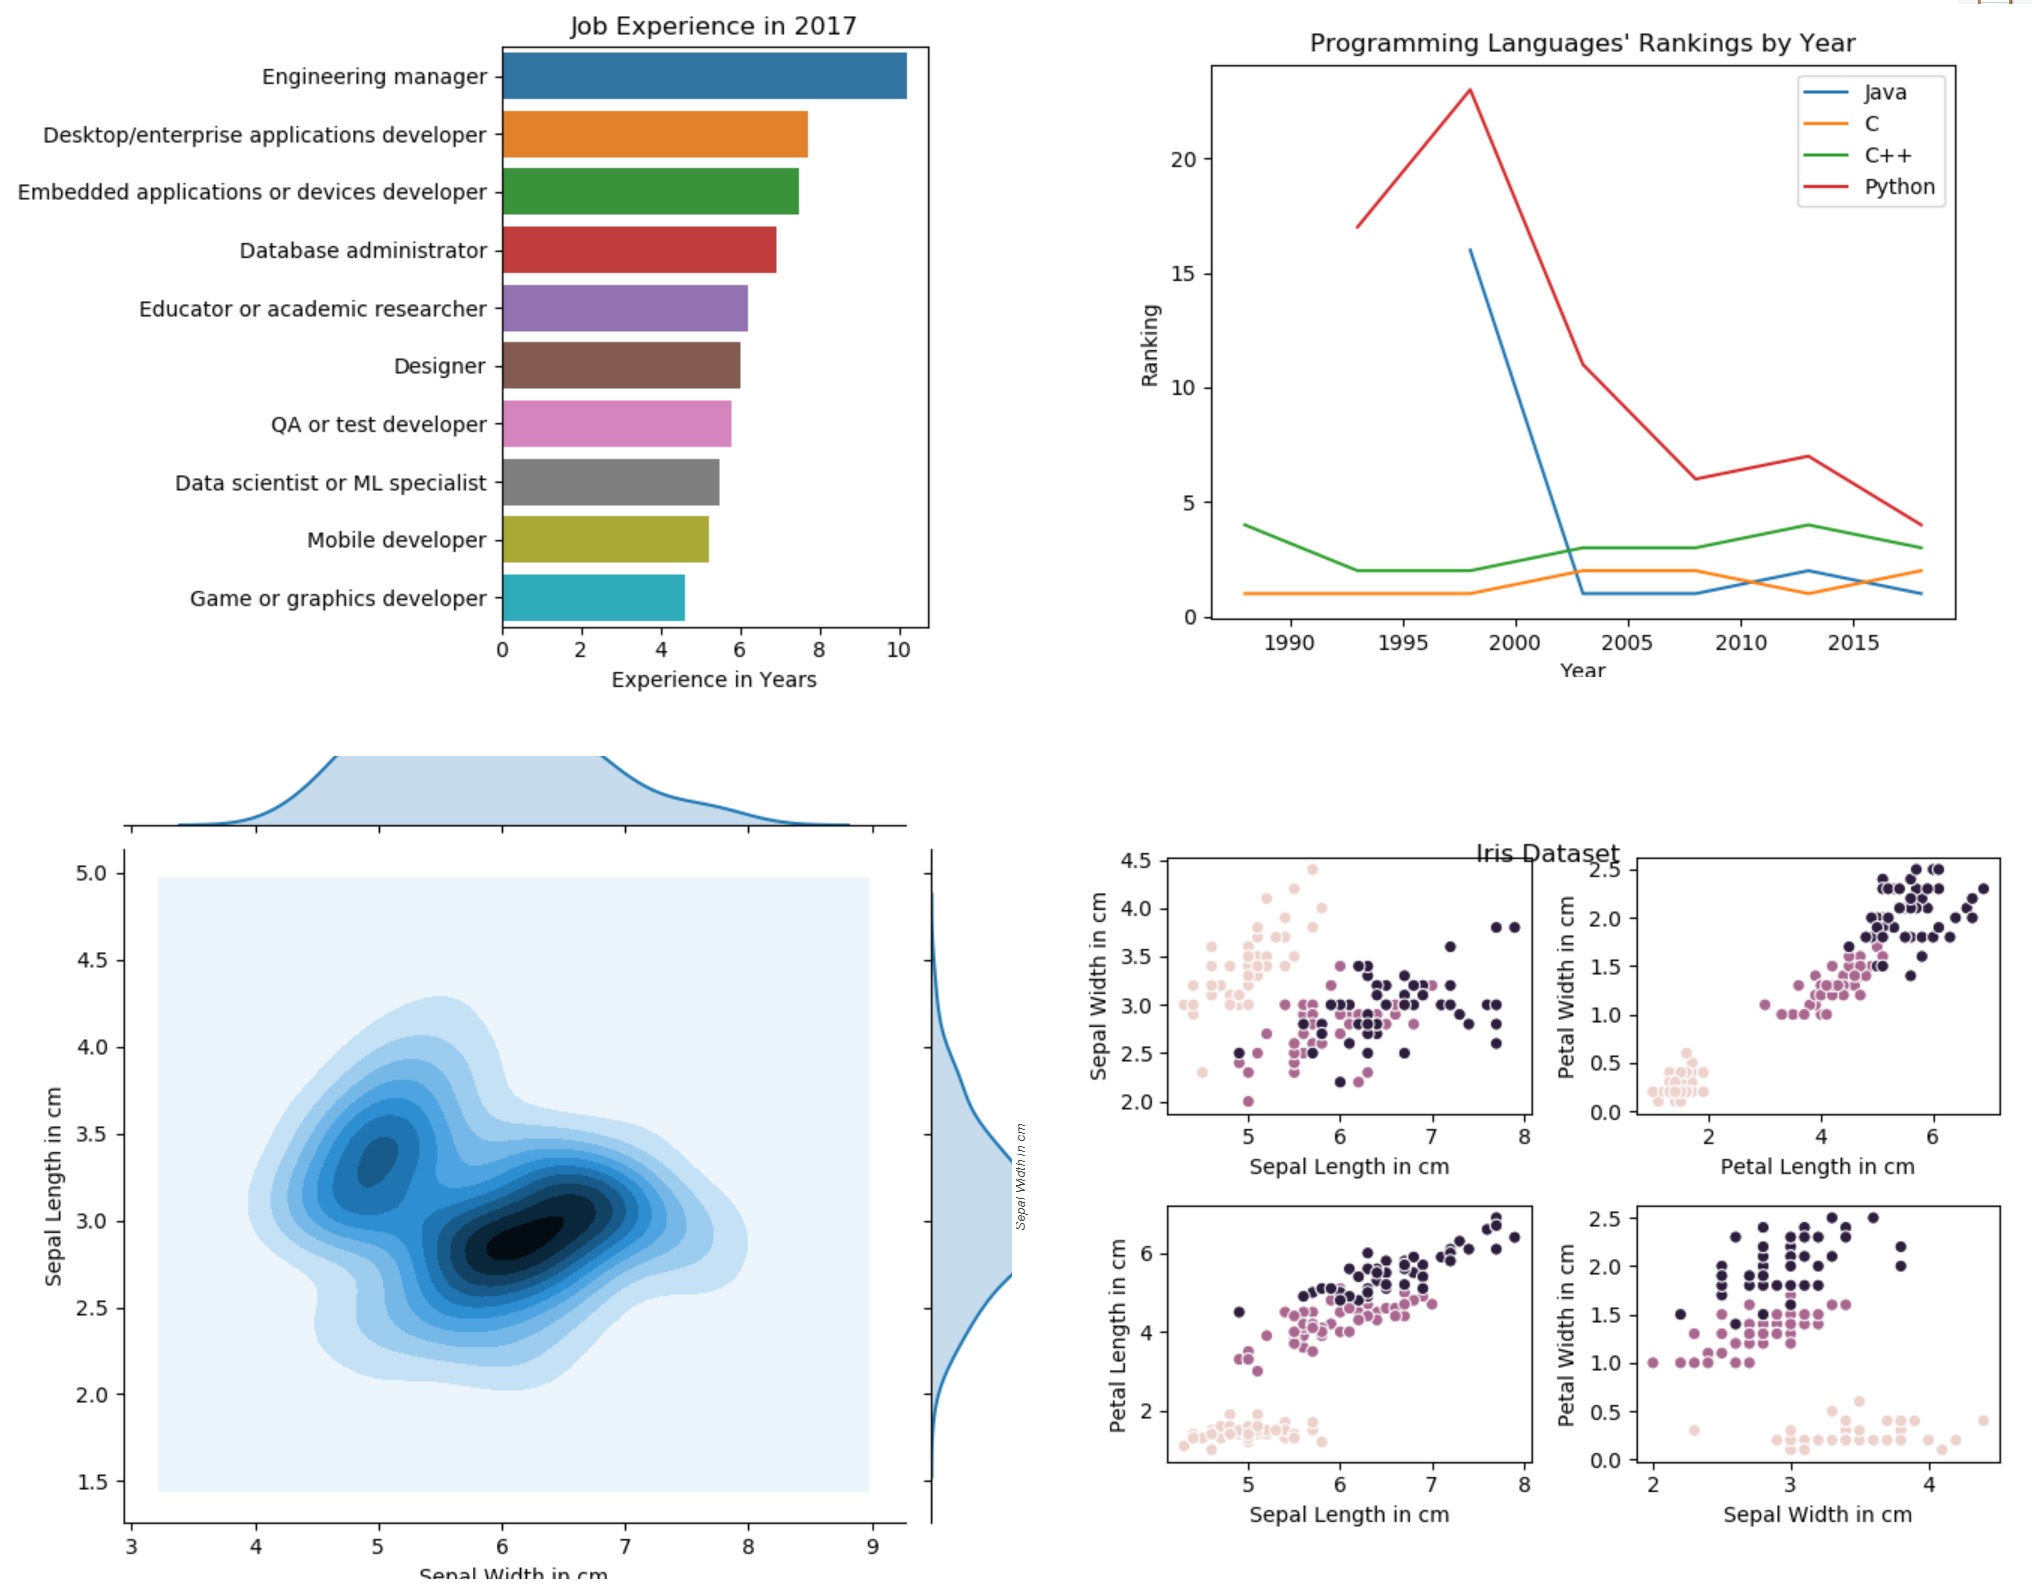 Job Experience in 2017
Engineering manager
Desktop/enterprise applications developer
Embedded applications or devices developer
Database administrator
Educator or academic researcher
Designer
QA or test developer
Data scientist or ML specialist
Mobile developer
Game or graphics developer
0 2 4 6 8 10
Experience in Years
Programming Languages' Rankings by Year
Java
C
C++
Python
20
15
10
5
0
Ranking
1990 1995 2000 2005 2010 2015
Year
5.0
4.5
4.0
3.5
3.0
2.5
2.0
1.5
Sepal Length in cm
3 4 5 6 7 8 9
Sepal Width in cm
Sepal Width in cm
Iris Dataset
4.5
4.0
3.5
3.0
2.5
2.0
Sepal Width in cm
5 6 7 8
Sepal Length in cm
2.5
2.0
1.5
1.0
0.5
0.0
Petal Width in cm
2 4 6
Petal Length in cm
6
4
2
Petal Length in cm
5 6 7 8
Sepal Length in cm
2.5
2.0
1.5
1.0
0.5
0.0
Petal Width in cm
2 3 4
Sepal Width in cm